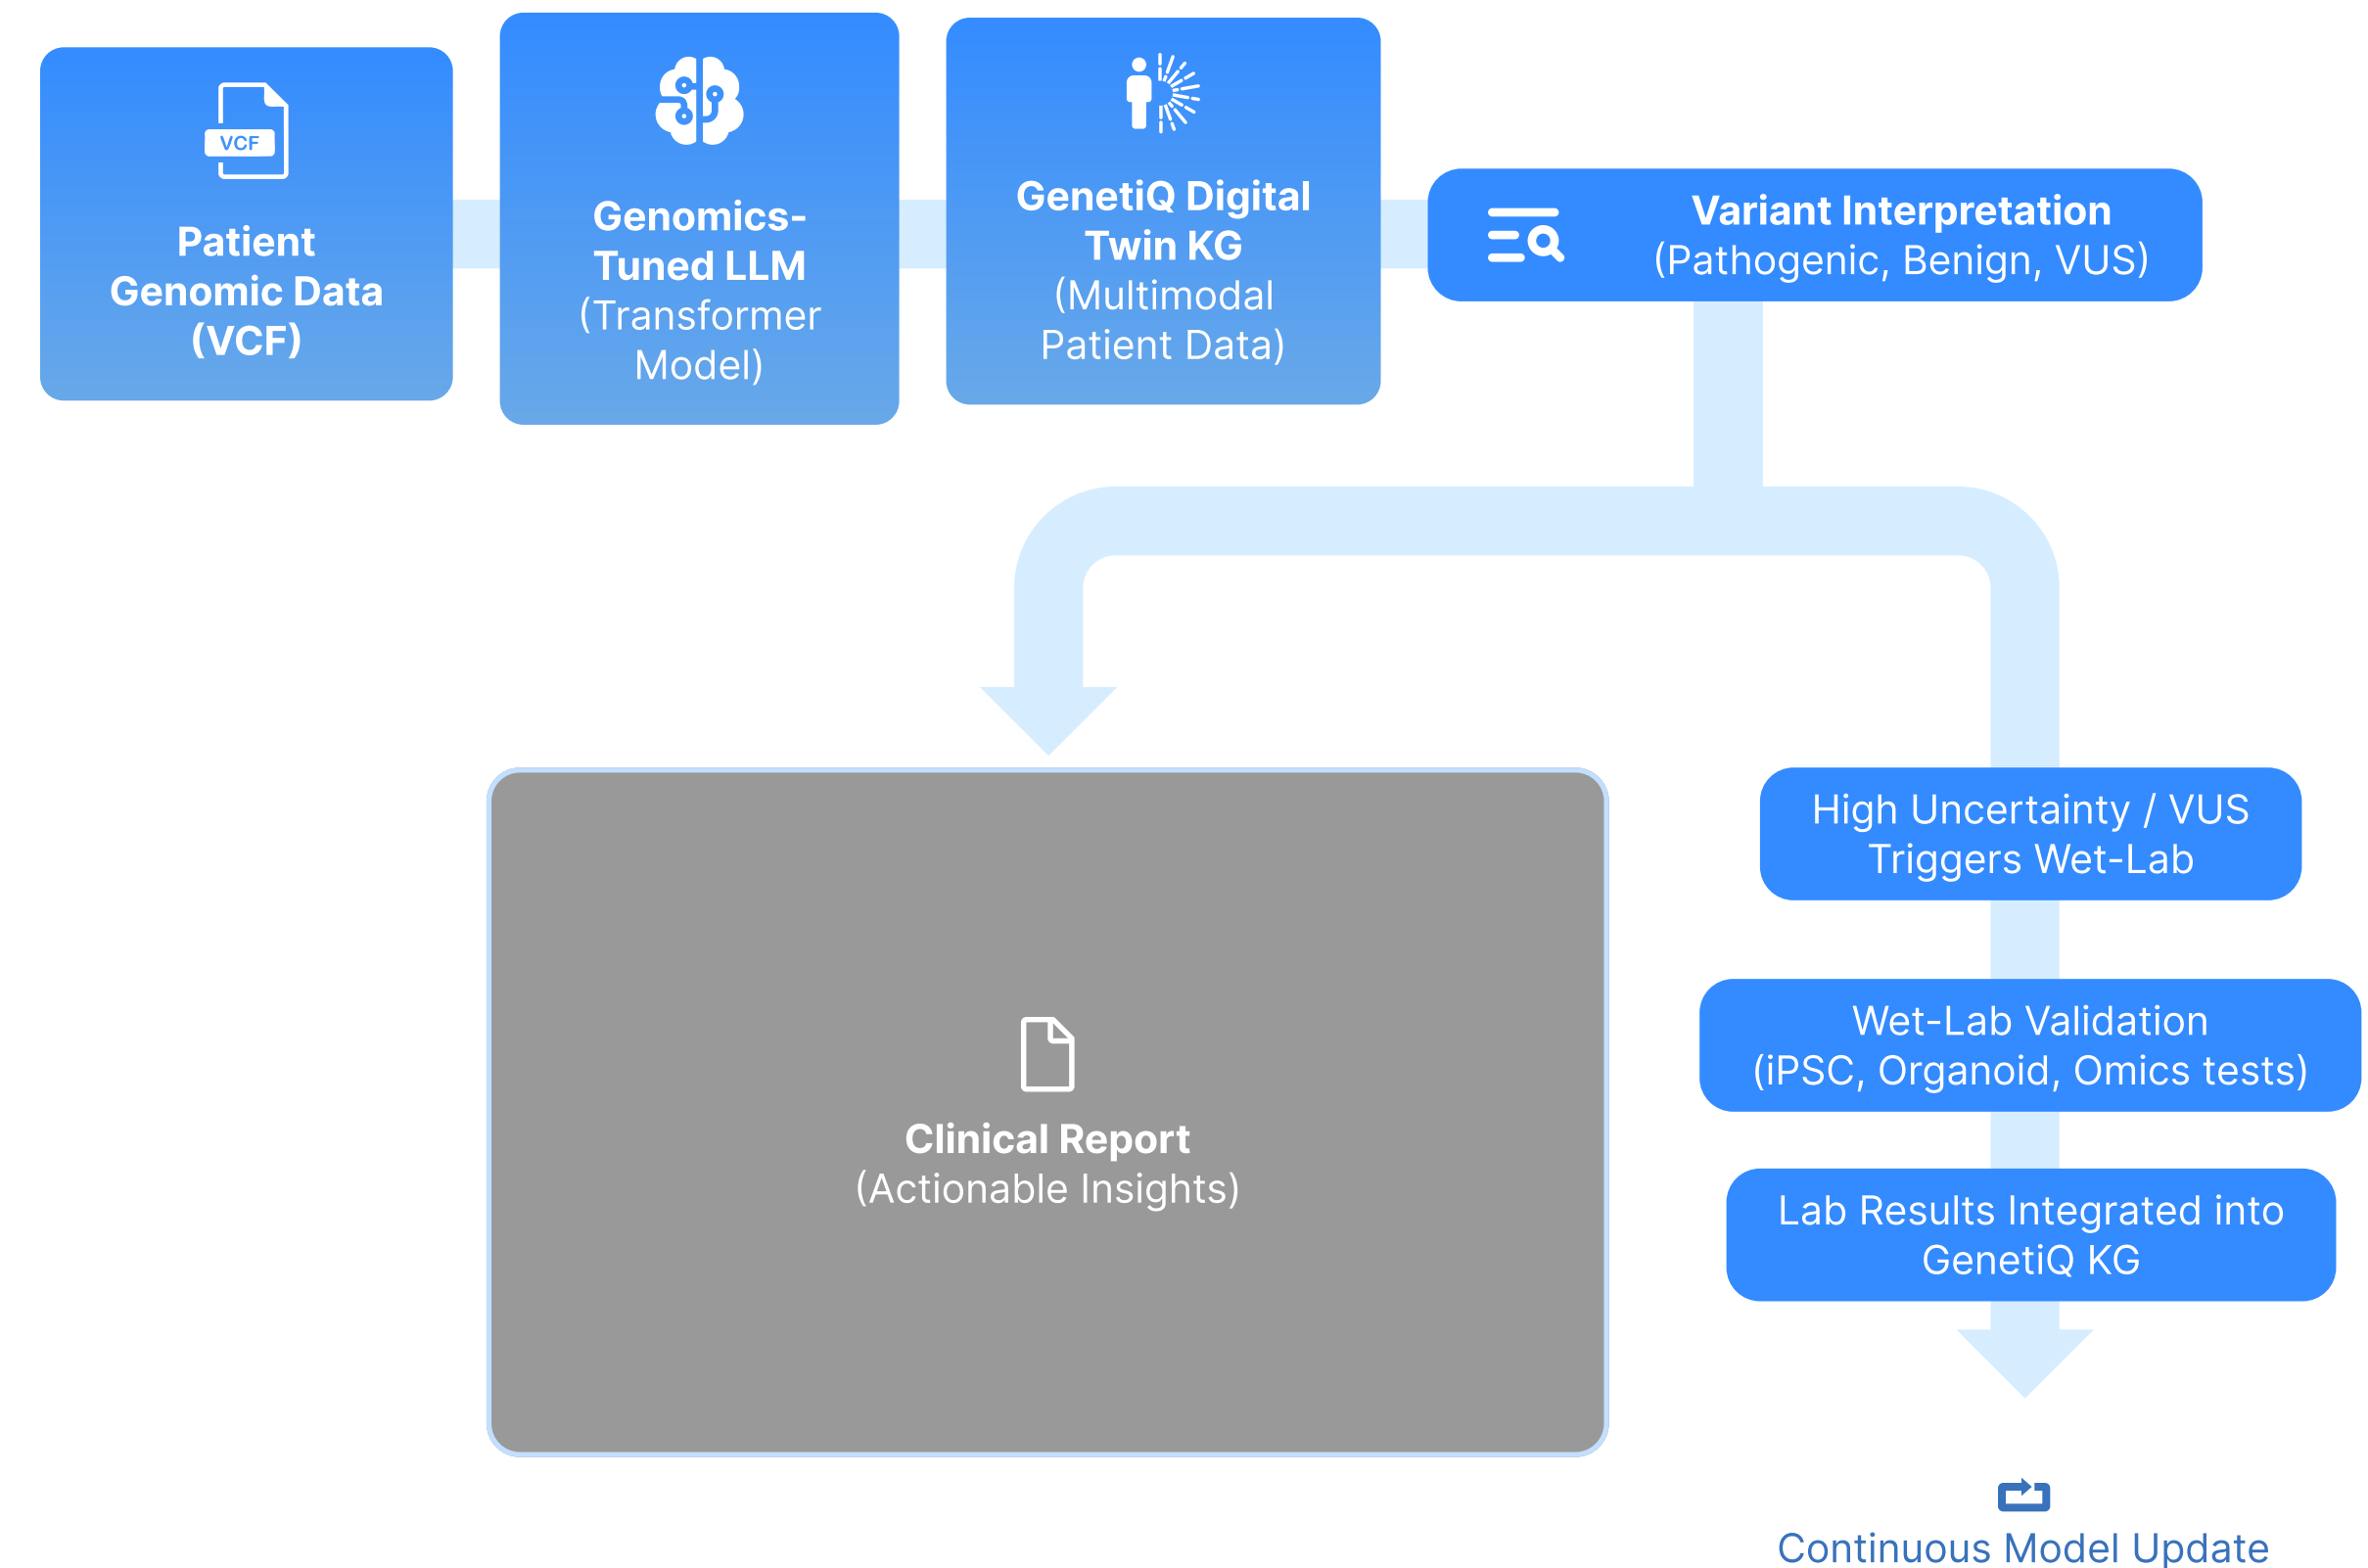 VCF
Patient
Genomic Data
(VCF)
Genomics-
Tuned LLM
(Transformer
Model)
GenetiQ Digital
Twin KG
(Multimodal
Patient Data)
Variant Interpretation
(Pathogenic, Benign, VUS)
High Uncertainty / VUS
Triggers Wet-Lab
Wet-Lab Validation
(iPSC, Organoid, Omics tests)
Lab Results Integrated into
GenetiQ KG
Clinical Report
(Actionable Insights)
Continuous Model Update